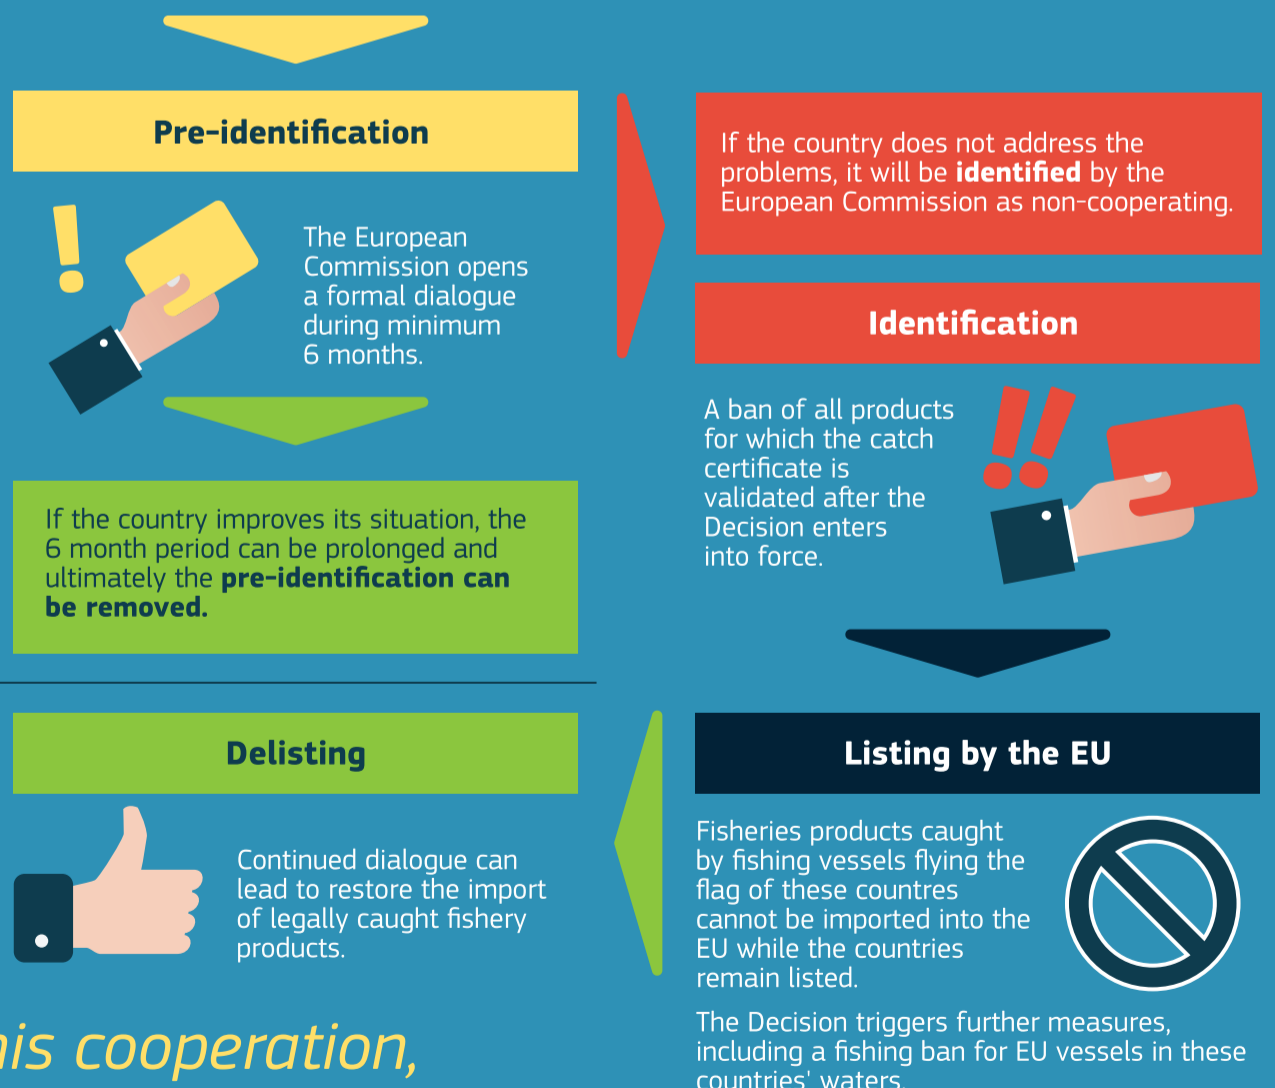 Pre-identification
The European
Commission opens
a formal dialogue
during minimum
6 months.
If the country improves its situation, the
6 month period can be prolonged and
ultimately the pre-identification can
be removed.
If the country does not address the
problems, it will be identified by the
European Commission as non-cooperating.
Identification
A ban of all products
for which the catch
certificate is
validated after the
Decision enters
into force.
Listing by the EU
Fisheries products caught
by fishing vessels flying the
flag of these countres
cannot be imported into the
EU while the countries
remain listed.
The Decision triggers further measures,
including a fishing ban for EU vessels in these
countries' waters.
Delisting
Continued dialogue can
lead to restore the import
of legally caught fishery
products.
cooperation,